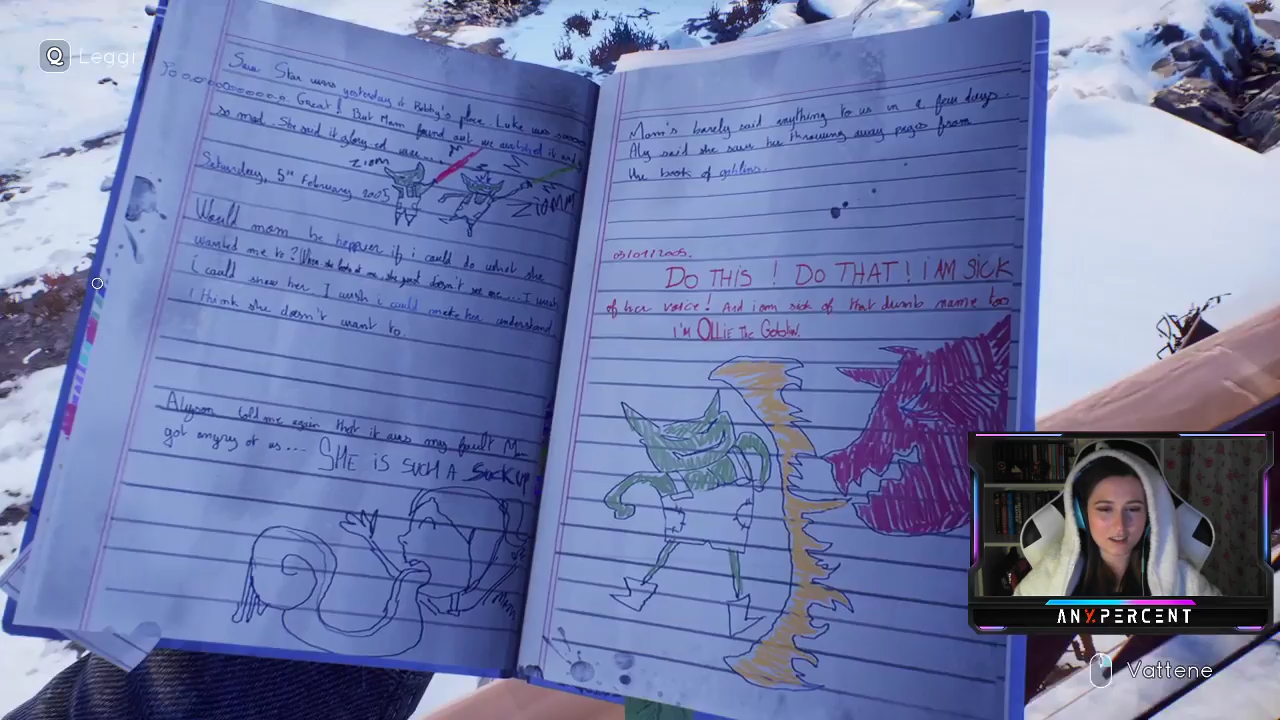 Q Leggi
Saw Star wars yesterday at Bobby's place. Luke was sooooo
Great! But Mom found out we watched it and
so mad. She said it glory ed war...
ZIOM
ZIOMM
Saturday, 5th February 2005
Would mom be happier if i could do what she
wanted me to? When she looks at me she just doesn't see me... I wish
i could show her. I wish i could make her understand
I think she doesn't want to.
Alyson told me again that it was my fault Mom
got angry at us... SHE IS SUCH A SUCK UP
Mom's barely said anything to us in a few days.
Aly said she saw her throwing away pages from
the book of goblins.
03/01/2005.
DO THIS! DO THAT! I AM SICK
of her voice! And i am sick of that dumb name too
I'M OLLIE THE GOBLIN.
ANYPERCENT
Vattene